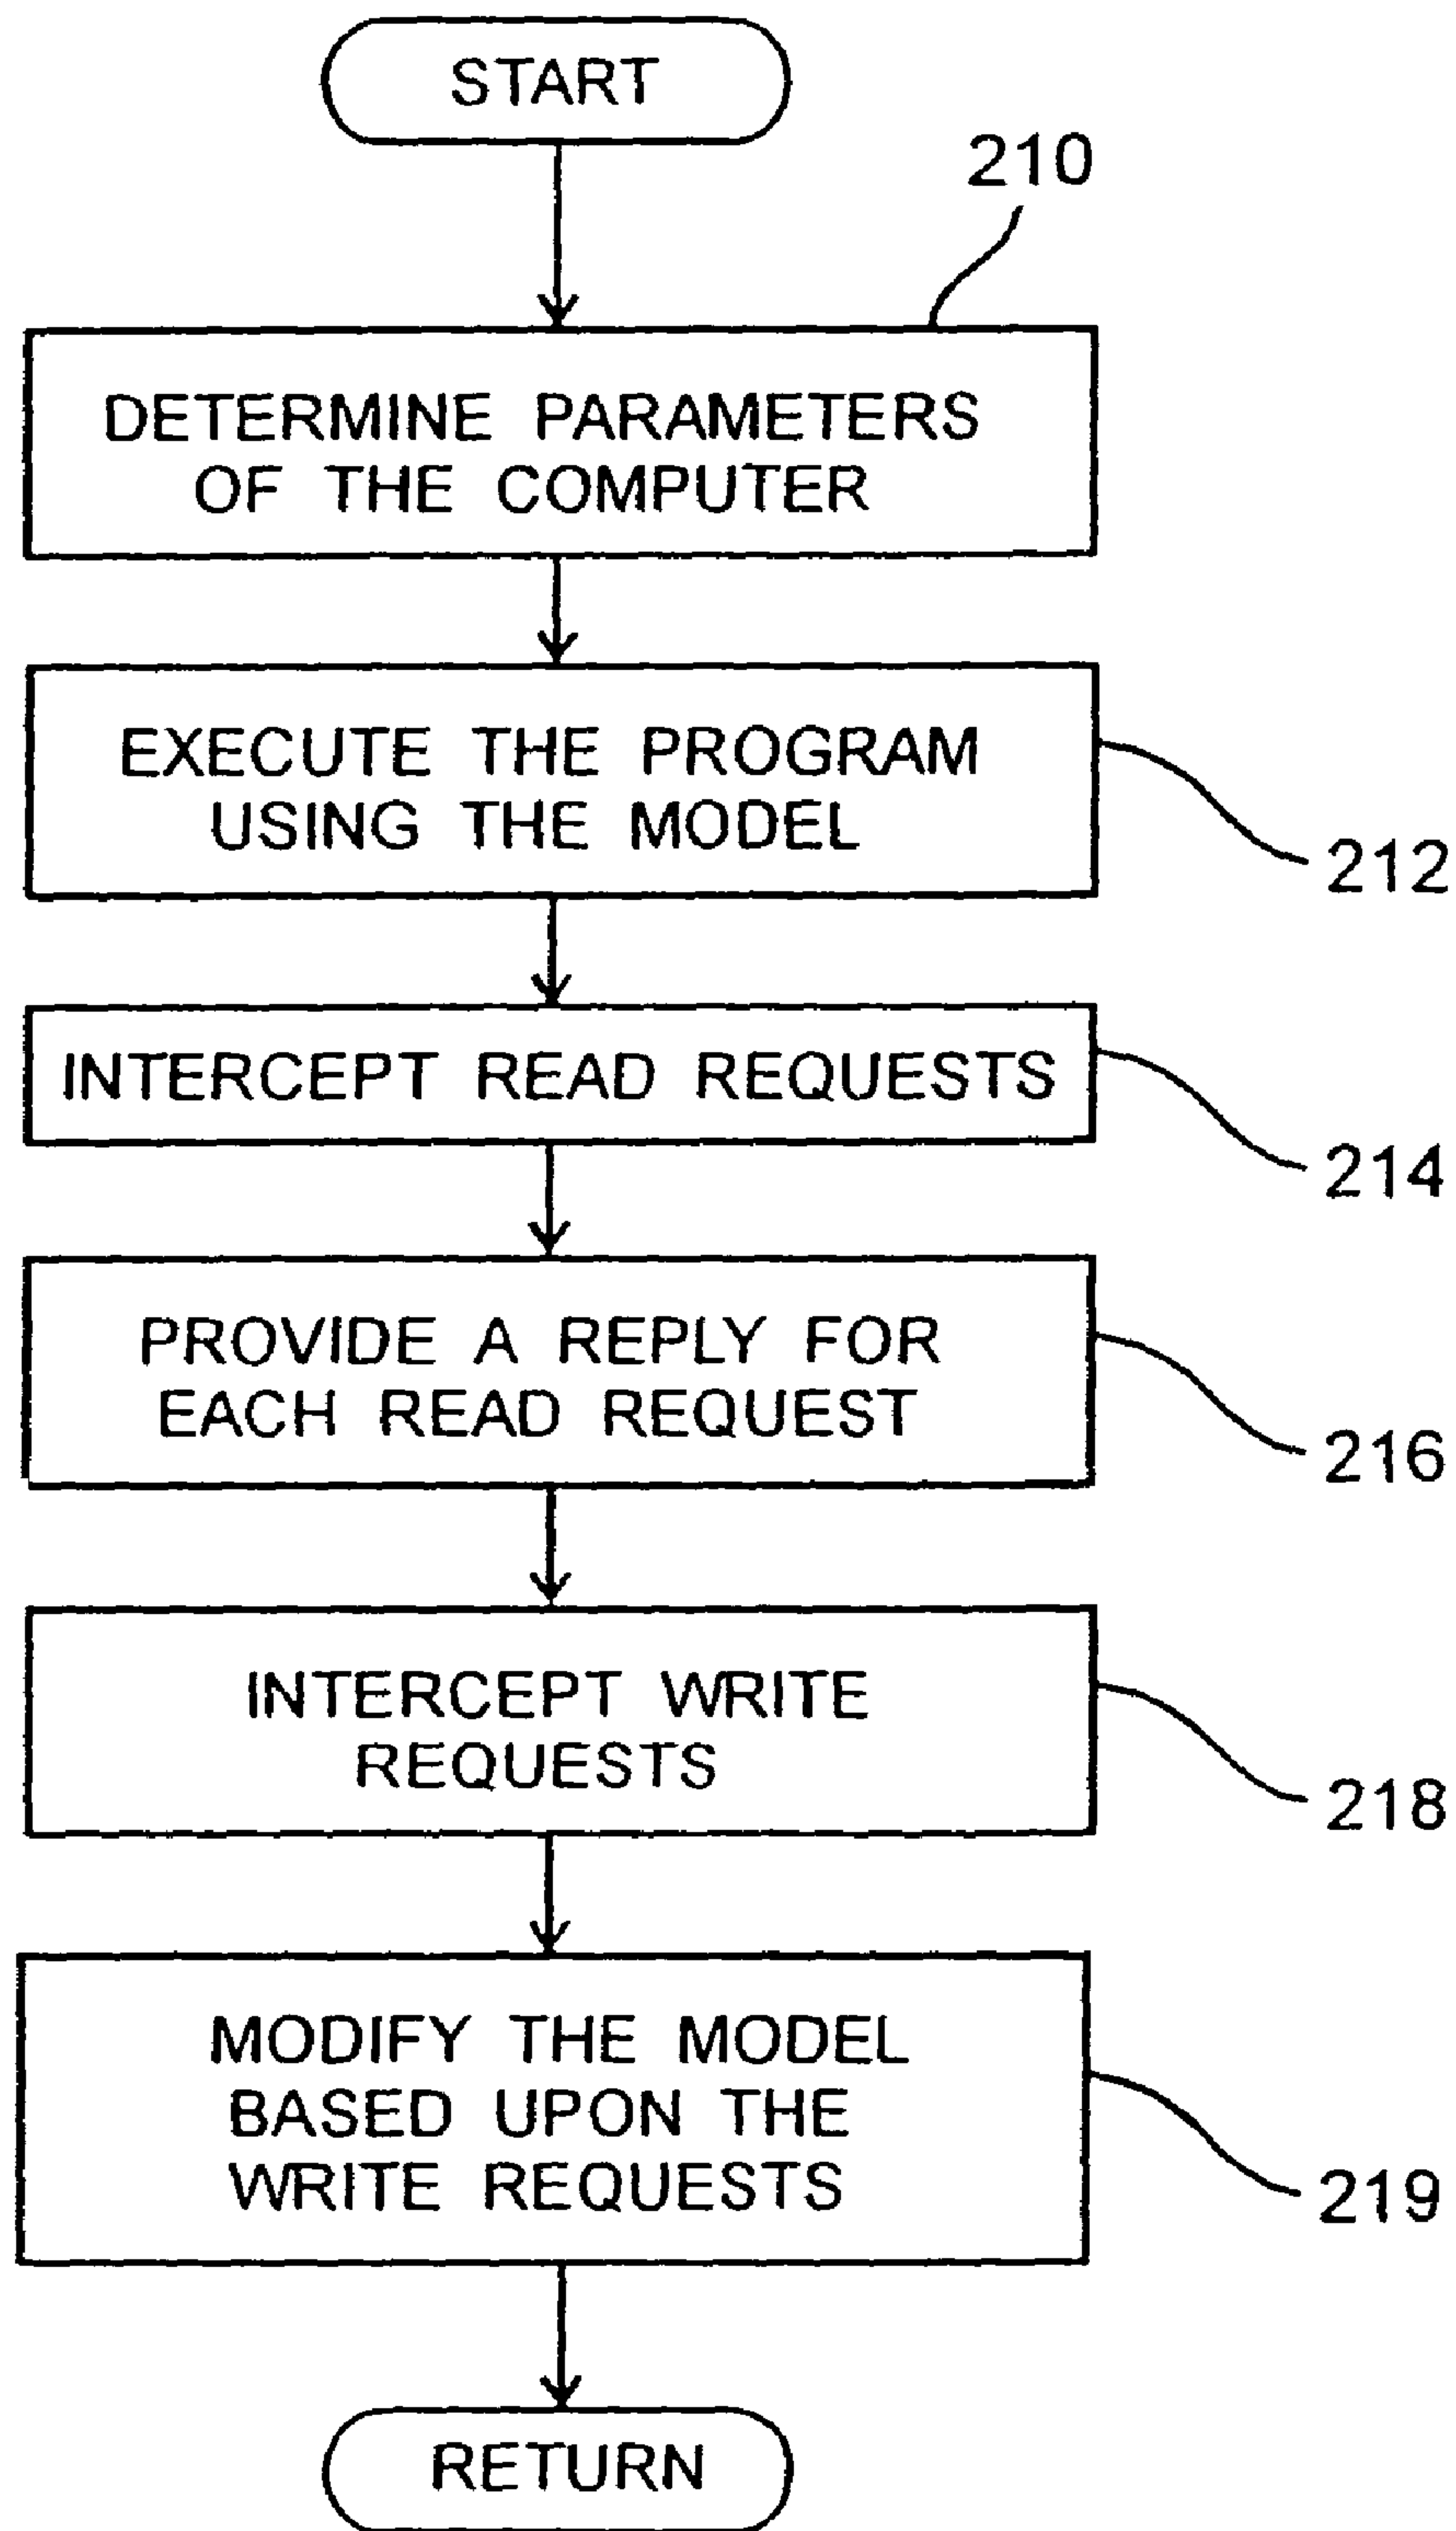 START
210
DETERMINE PARAMETERS
OF THE COMPUTER
EXECUTE THE PROGRAM
USING THE MODEL
212
INTERCEPT READ REQUESTS
214
PROVIDE A REPLY FOR
EACH READ REQUEST
216
INTERCEPT WRITE
REQUESTS
218
MODIFY THE MODEL
BASED UPON THE
WRITE REQUESTS
219
RETURN